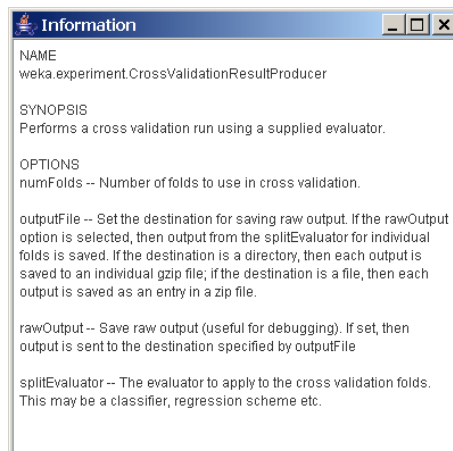 Information
NAME
weka.experiment.CrossValidationResultProducer
SYNOPSIS
Performs a cross validation run using a supplied evaluator.
OPTIONS
numFolds -- Number of folds to use in cross validation.
outputFile -- Set the destination for saving raw output. If the rawOutput
option is selected, then output from the splitEvaluator for individual
folds is saved. If the destination is a directory, then each output is
saved to an individual gzip file; if the destination is a file, then each
output is saved as an entry in a zip file.
rawOutput -- Save raw output (useful for debugging). If set, then
output is sent to the destination specified by outputFile
splitEvaluator -- The evaluator to apply to the cross validation folds.
This may be a classifier, regression scheme etc.